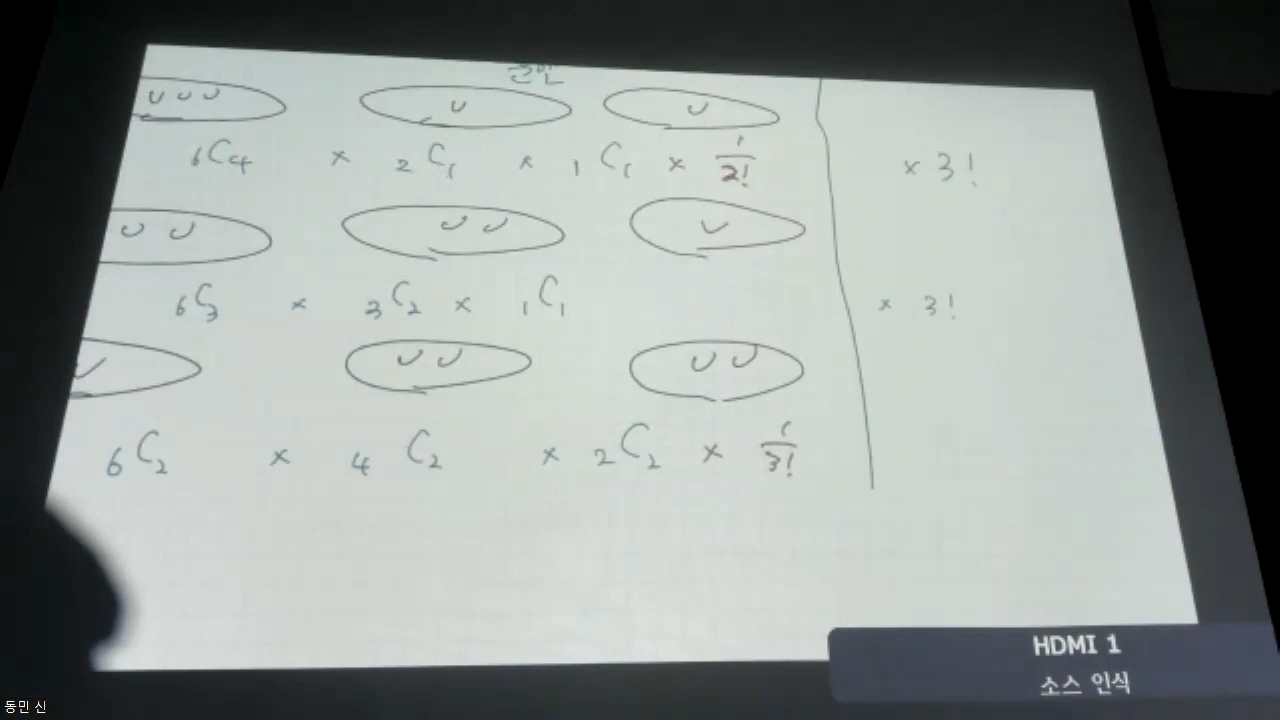 ₆C₄ × ₂C₁ × ₁C₁ × 1/2! × 3!
₆C₃ × ₃C₂ × ₁C₁ × 3!
₆C₂ × ₄C₂ × ₂C₂ × 1/3!
HDMI 1
소스 인식
동민 신